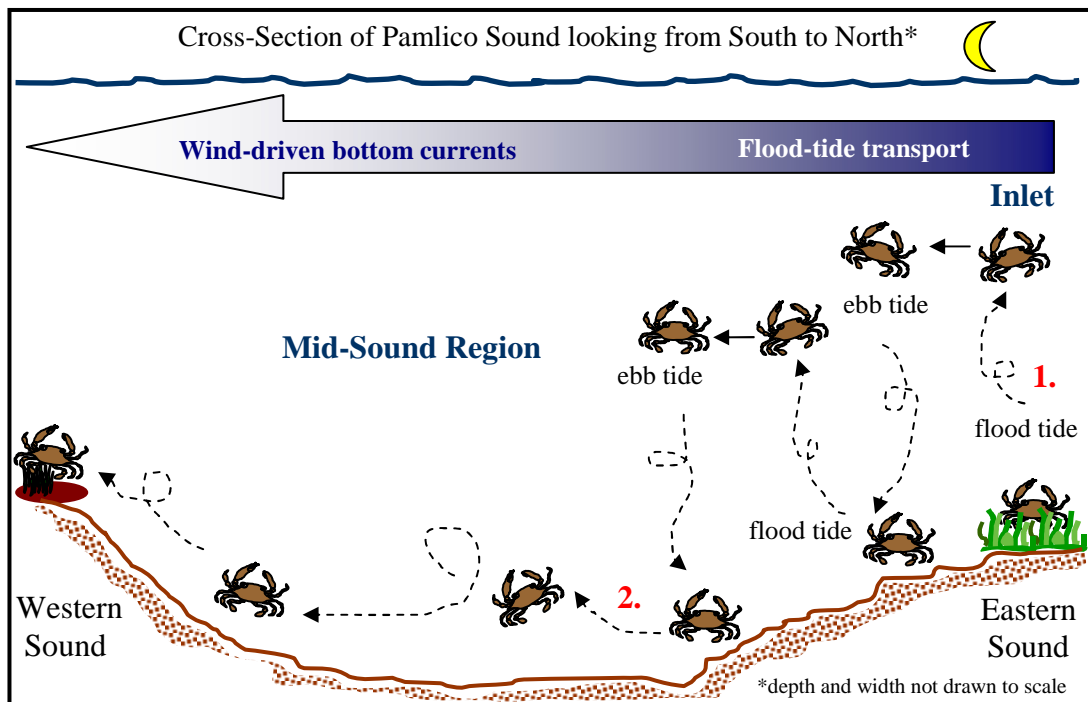 Cross-Section of Pamlico Sound looking from South to North*
Wind-driven bottom currents
Flood-tide transport
Inlet
ebb tide
Mid-Sound Region
ebb tide
1.
flood tide
flood tide
2.
Western
Sound
Eastern
Sound
*depth and width not drawn to scale